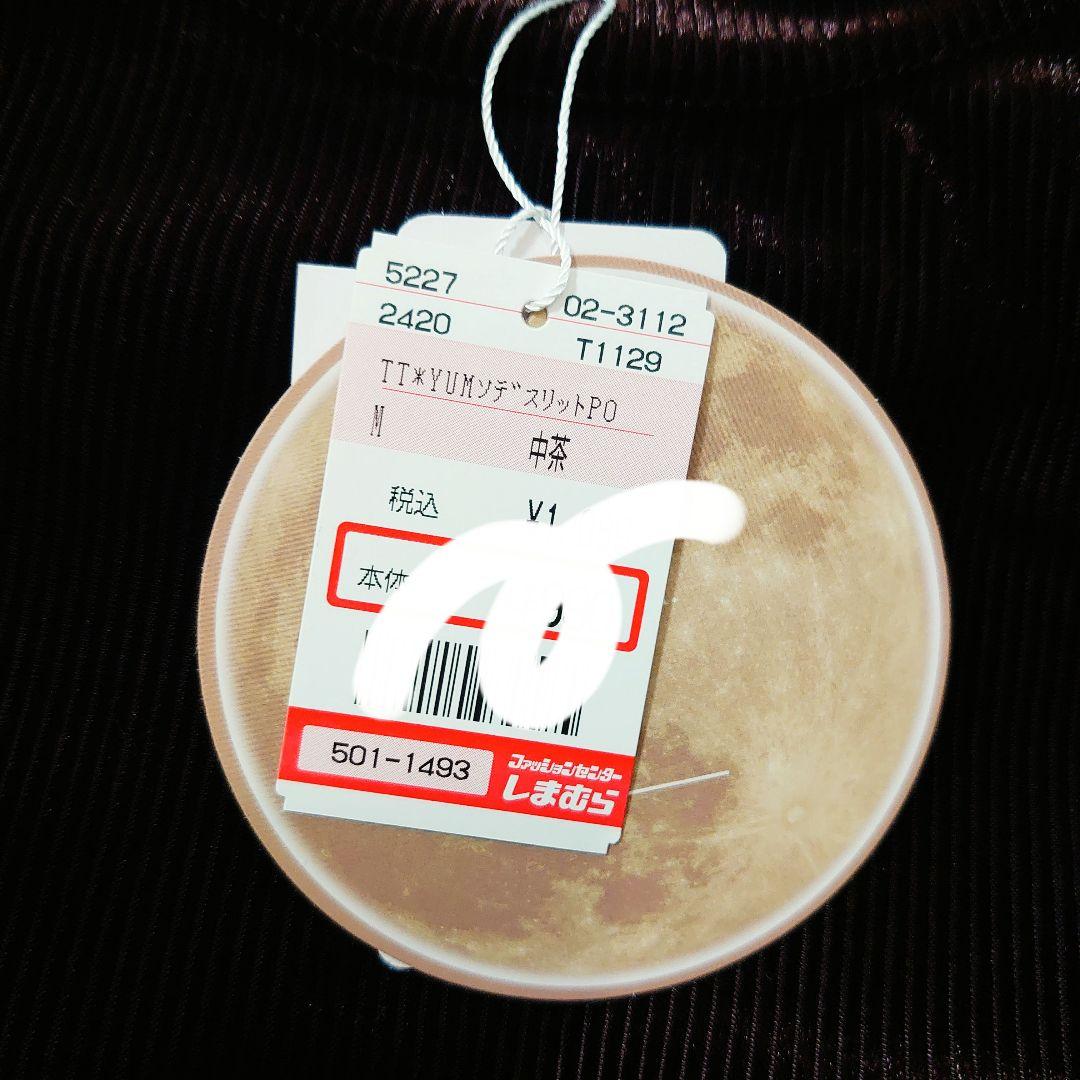 5227 02-3112
2420 T1129
TT*YUMソデスリットPO
M 中茶
税込 ¥1
本体
501-1493
ファッションセンター
しまむら